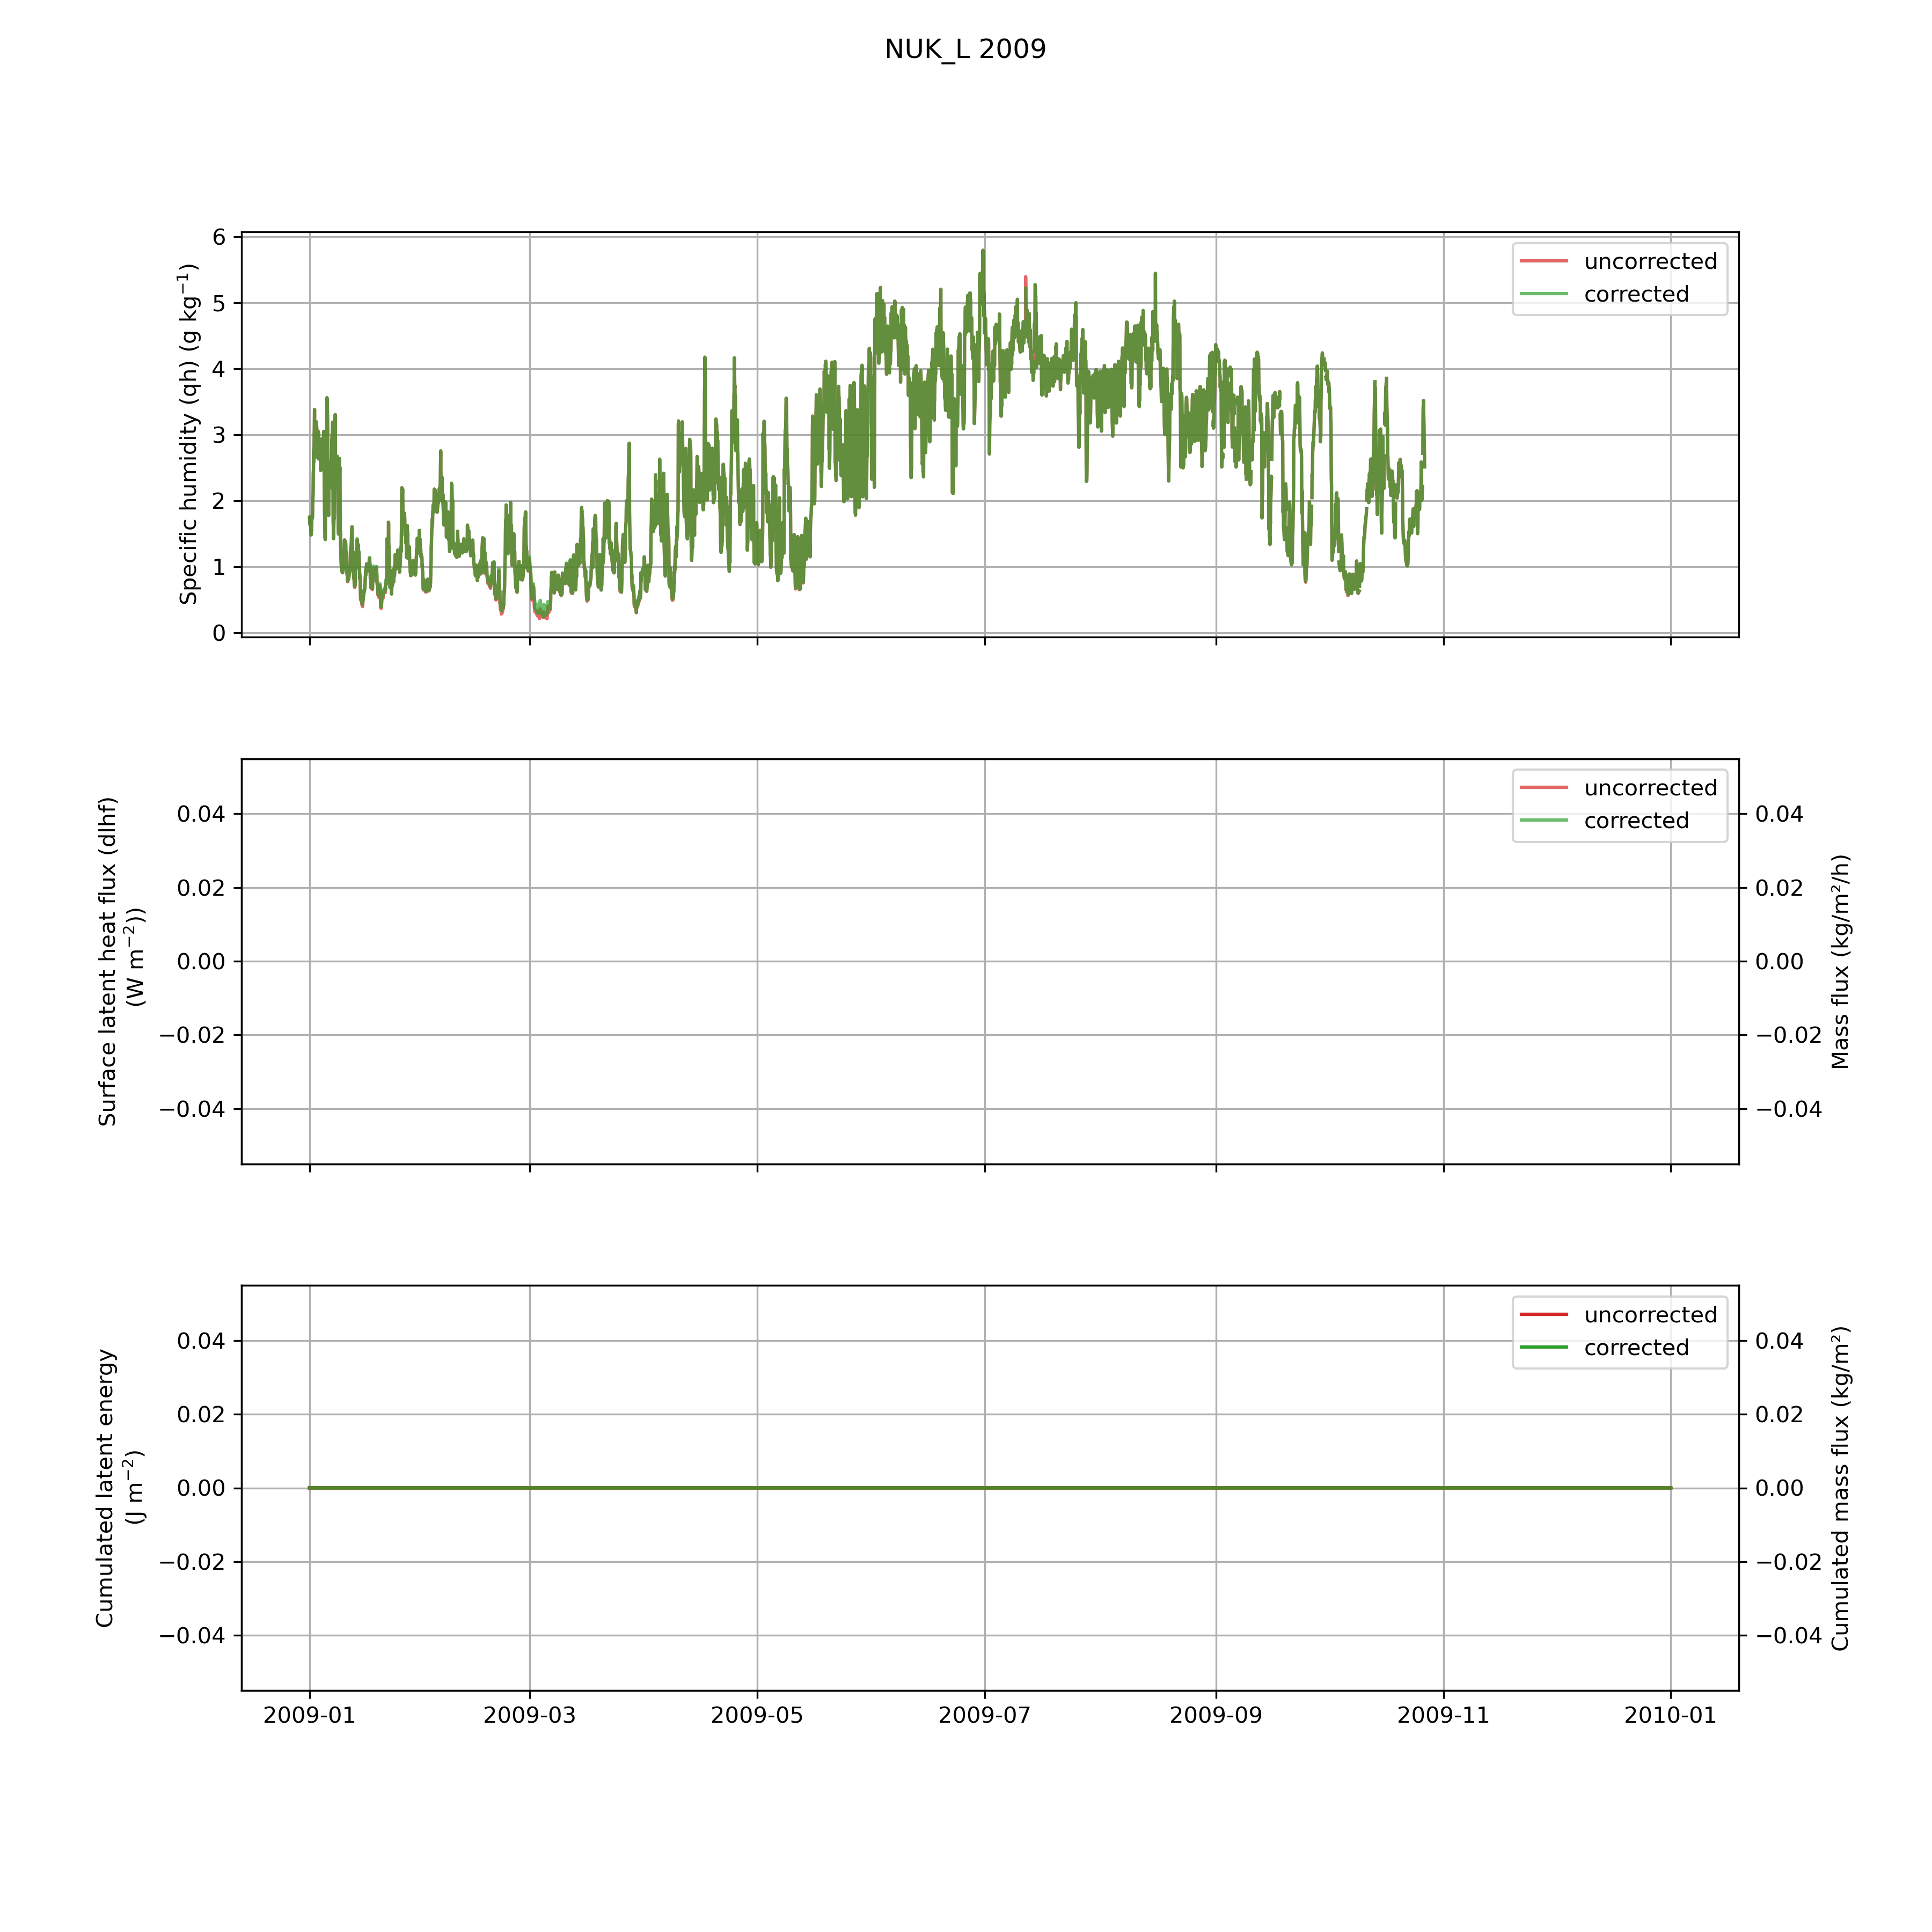 NUK_L 2009
Specific humidity (qh) (g kg⁻¹)
6
5
4
3
2
1
0
uncorrected
corrected
Surface latent heat flux (dlhf)
(W m⁻²))
0.04
0.02
0.00
−0.02
−0.04
uncorrected
corrected
0.04
0.02
0.00
−0.02
−0.04
Mass flux (kg/m²/h)
Cumulated latent energy
(J m⁻²)
0.04
0.02
0.00
−0.02
−0.04
uncorrected
corrected
0.04
0.02
0.00
−0.02
−0.04
Cumulated mass flux (kg/m²)
2009-01 2009-03 2009-05 2009-07 2009-09 2009-11 2010-01